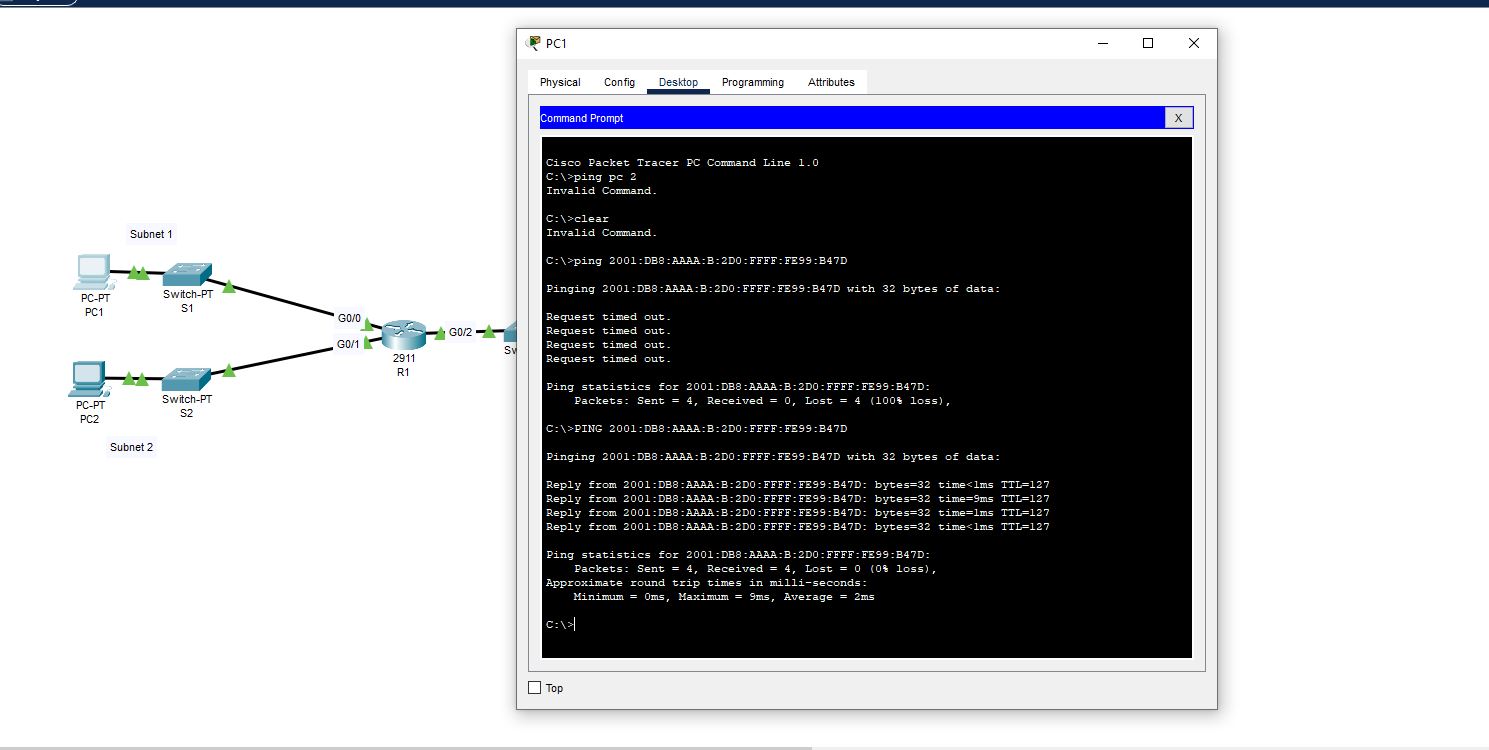 PC1
Physical Config Desktop Programming Attributes
Command Prompt
X
Cisco Packet Tracer PC Command Line 1.0
C:\>ping pc 2
Invalid Command.
C:\>clear
Invalid Command.
C:\>ping 2001:DB8:AAAA:B:2D0:FFFF:FE99:B47D
Pinging 2001:DB8:AAAA:B:2D0:FFFF:FE99:B47D with 32 bytes of data:
Request timed out.
Request timed out.
Request timed out.
Request timed out.
Ping statistics for 2001:DB8:AAAA:B:2D0:FFFF:FE99:B47D:
Packets: Sent = 4, Received = 0, Lost = 4 (100% loss),
C:\>PING 2001:DB8:AAAA:B:2D0:FFFF:FE99:B47D
Pinging 2001:DB8:AAAA:B:2D0:FFFF:FE99:B47D with 32 bytes of data:
Reply from 2001:DB8:AAAA:B:2D0:FFFF:FE99:B47D: bytes=32 time<1ms TTL=127
Reply from 2001:DB8:AAAA:B:2D0:FFFF:FE99:B47D: bytes=32 time=9ms TTL=127
Reply from 2001:DB8:AAAA:B:2D0:FFFF:FE99:B47D: bytes=32 time<1ms TTL=127
Reply from 2001:DB8:AAAA:B:2D0:FFFF:FE99:B47D: bytes=32 time<1ms TTL=127
Ping statistics for 2001:DB8:AAAA:B:2D0:FFFF:FE99:B47D:
Packets: Sent = 4, Received = 4, Lost = 0 (0% loss),
Approximate round trip times in milli-seconds:
Minimum = 0ms, Maximum = 9ms, Average = 2ms
C:\>
Top
Subnet 1
PC-PT
PC1
Switch-PT
S1
G0/0
G0/1
G0/2
2911
R1
Sw
PC-PT
PC2
Switch-PT
S2
Subnet 2